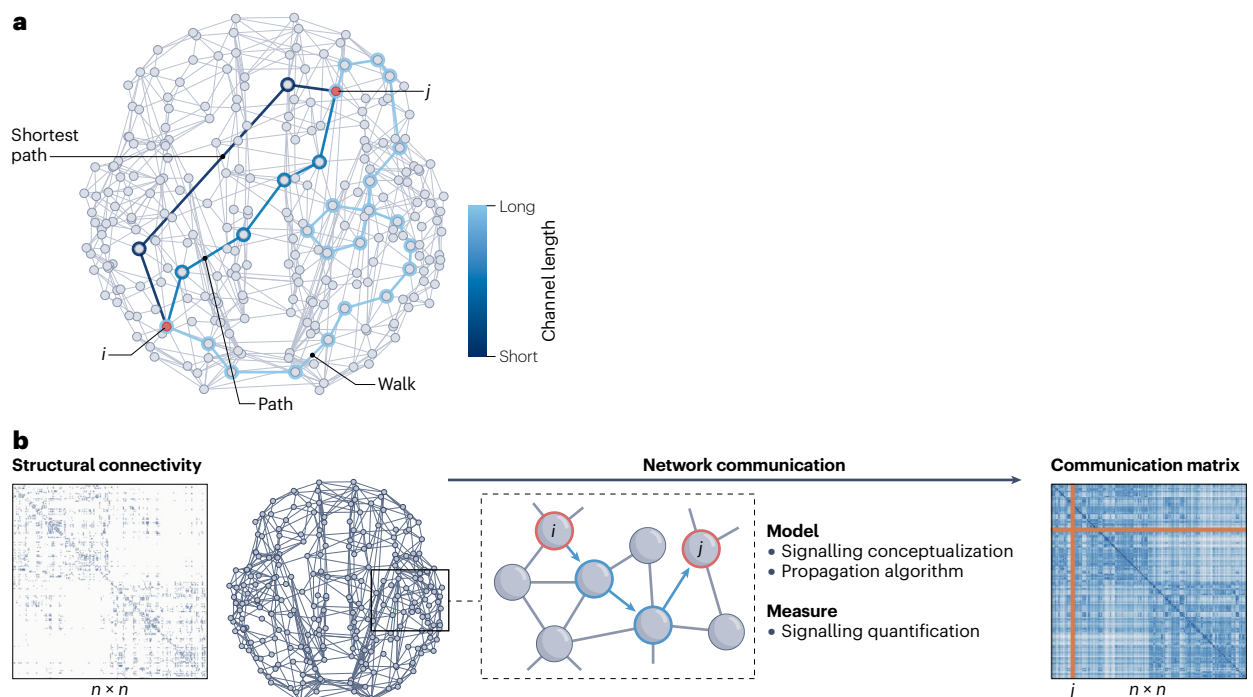 a
j
Shortest
path
Long
Channel length
Short
i
Walk
Path
b
Structural connectivity
Network communication
Communication matrix
i
j
Model
• Signalling conceptualization
• Propagation algorithm
Measure
• Signalling quantification
n × n
i
n × n